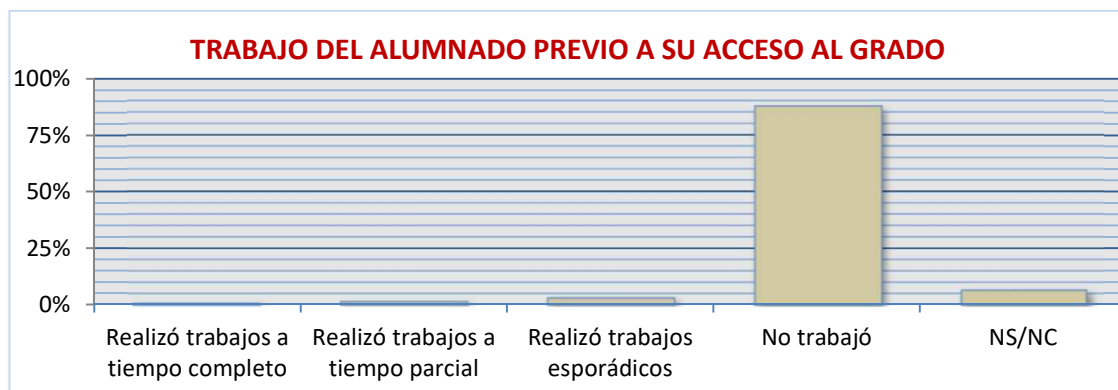 TRABAJO DEL ALUMNADO PREVIO A SU ACCESO AL GRADO
100%
75%
50%
25%
0%
Realizó trabajos a
tiempo completo
Realizó trabajos a
tiempo parcial
Realizó trabajos
esporádicos
No trabajó
NS/NC